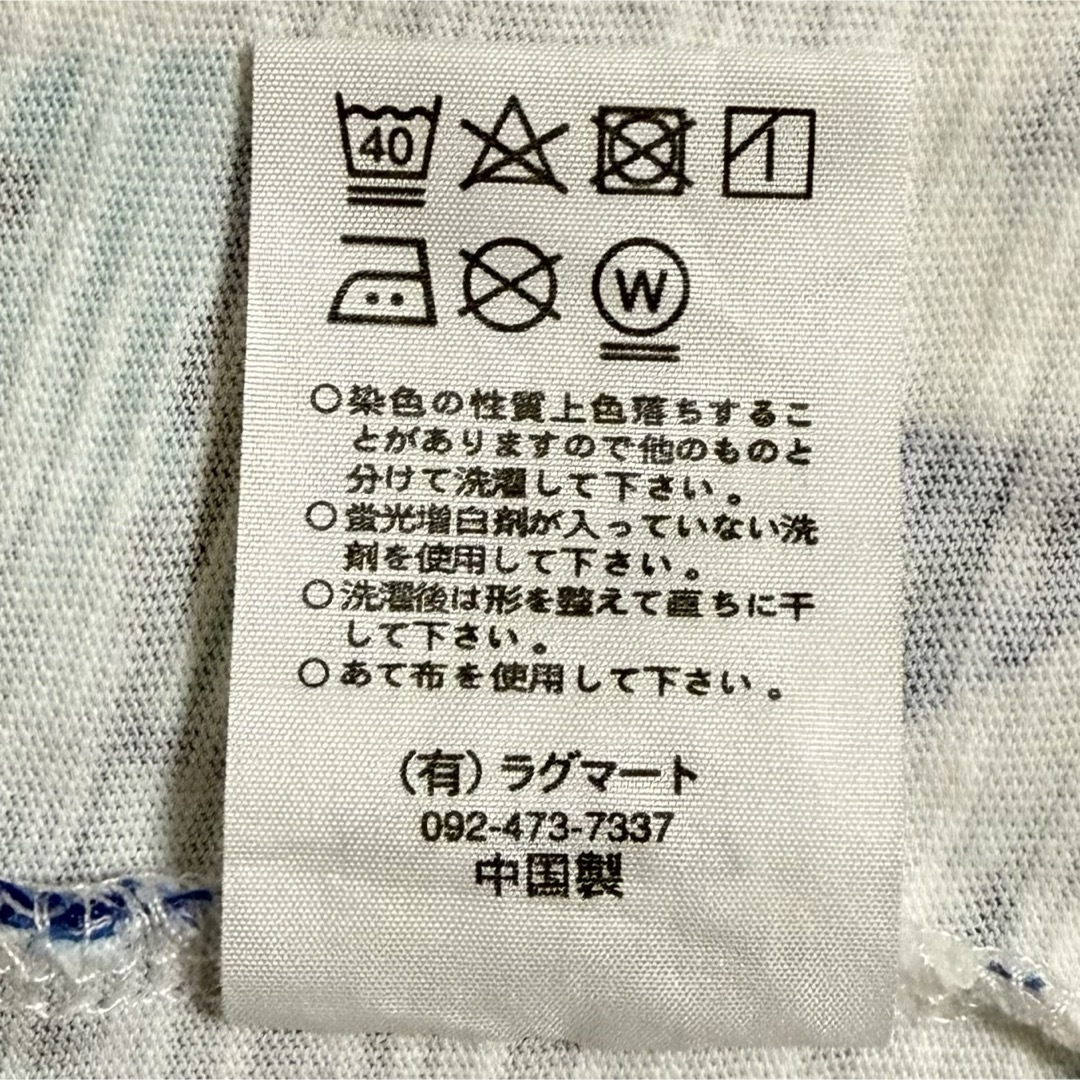 40
W
○染色の性質上色落ちするこ
とがありますので他のものと
分けて洗濯して下さい。
○蛍光増白剤が入っていない洗
剤を使用して下さい。
○洗濯後は形を整えて直ちに干
して下さい。
○あて布を使用して下さい。
(有)ラグマート
092-473-7337
中国製